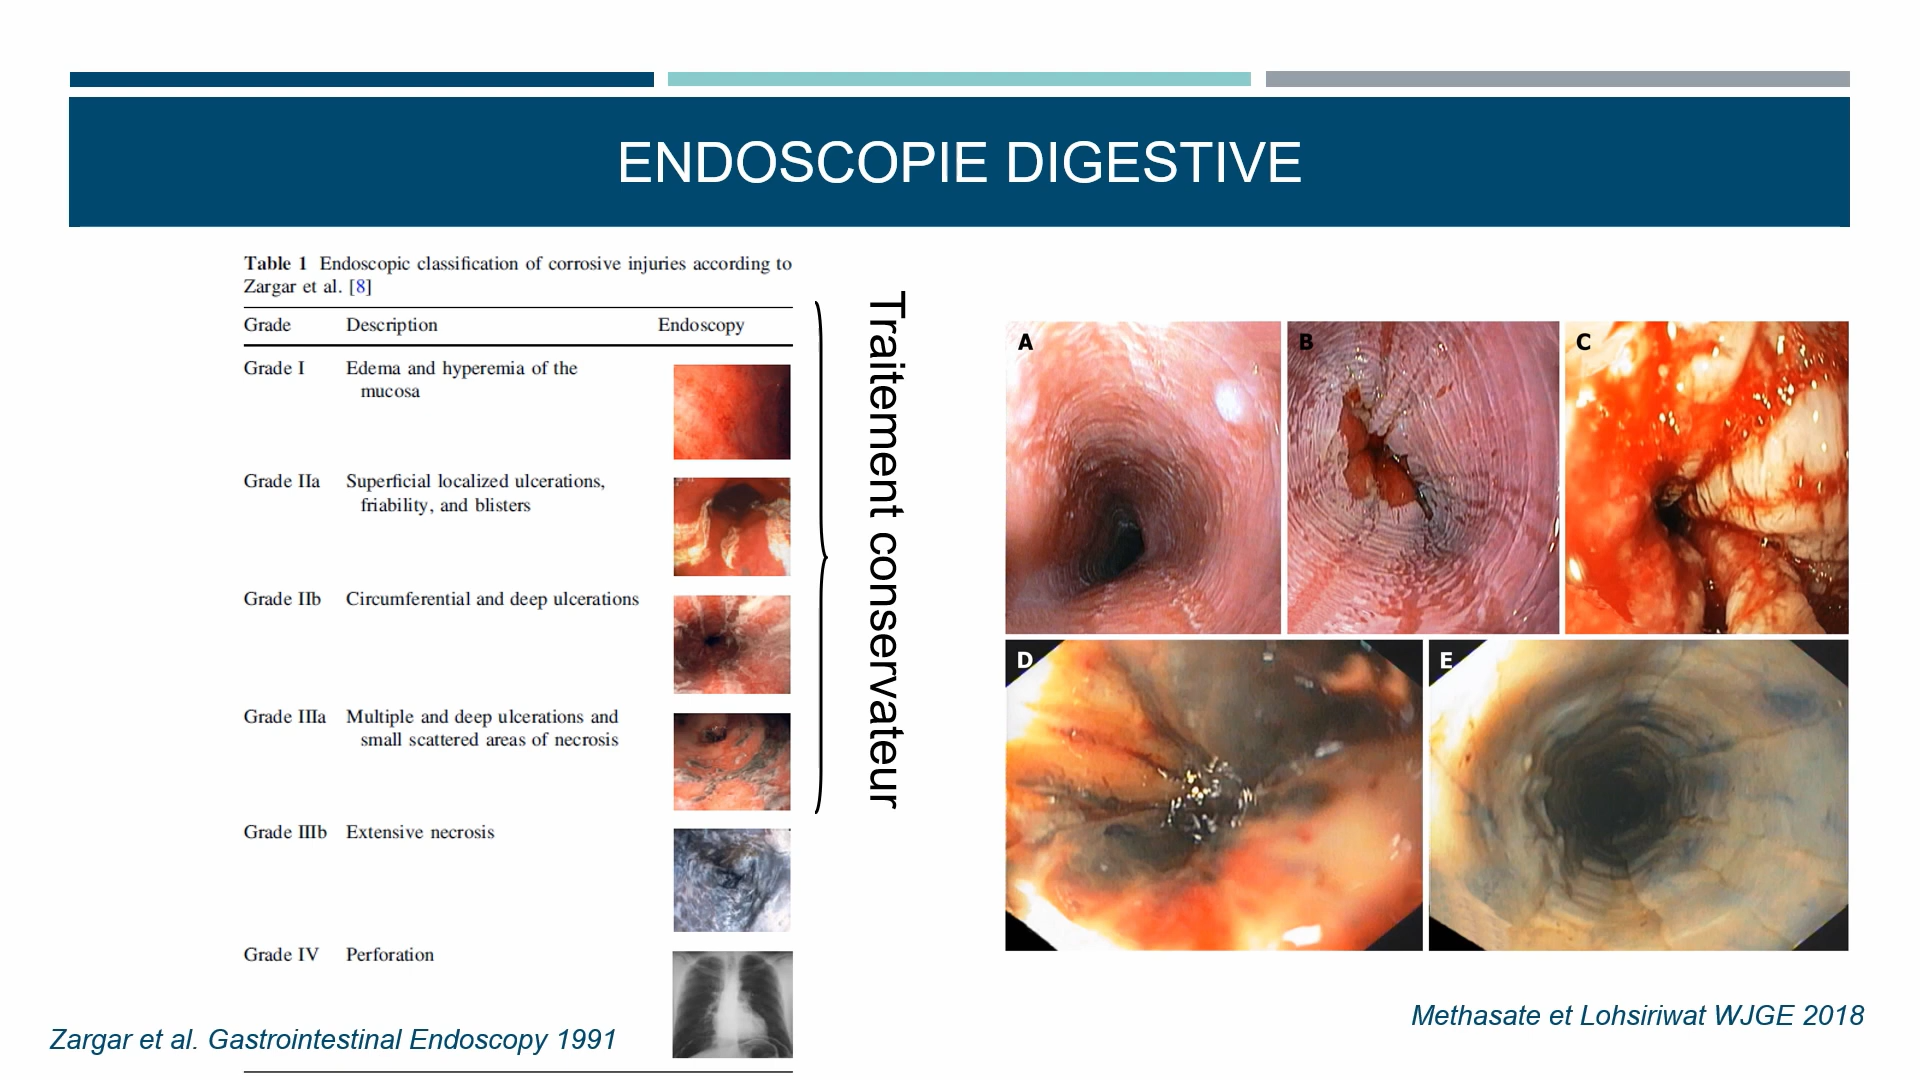 ENDOSCOPIE DIGESTIVE
Table 1 Endoscopic classification of corrosive injuries according to
Zargar et al. [8]
Grade Description Endoscopy
Grade I Edema and hyperemia of the
mucosa
Grade IIa Superficial localized ulcerations,
friability, and blisters
Grade IIb Circumferential and deep ulcerations
Grade IIIa Multiple and deep ulcerations and
small scattered areas of necrosis
Grade IIIb Extensive necrosis
Grade IV Perforation
Traitement conservateur
A
B
C
D
E
Methasate et Lohsiriwat WJGE 2018
Zargar et al. Gastrointestinal Endoscopy 1991